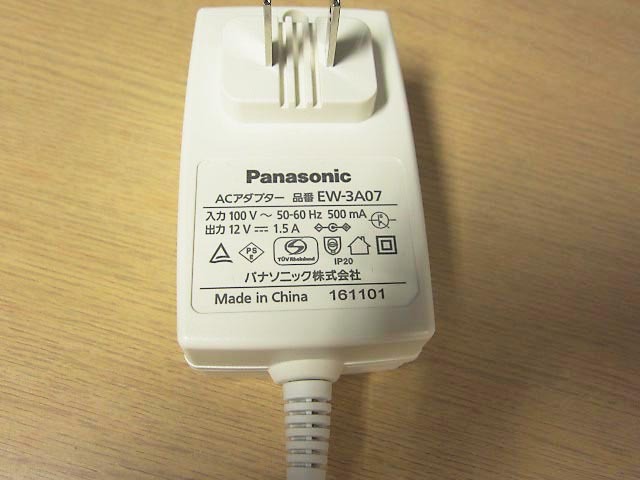 Panasonic
ACアダプター 品番 EW-3A07
入力 100 V ～ 50-60 Hz 500 mA
出力 12 V ⎓ 1.5 A
PS
E
TÜV Rheinland
IP20
パナソニック株式会社
Made in China 161101